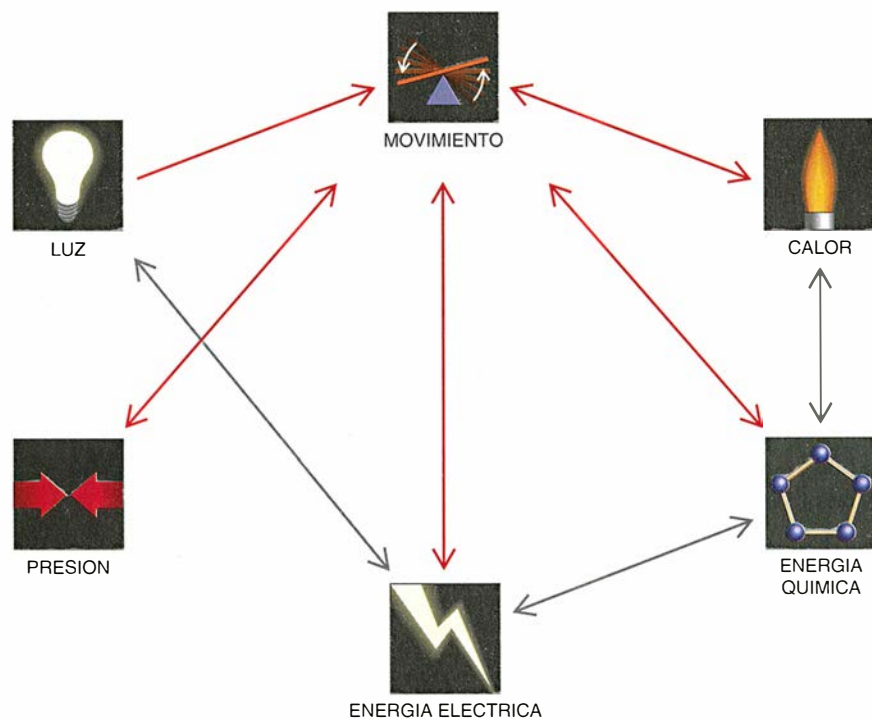 MOVIMIENTO
LUZ
CALOR
PRESION
ENERGIA
QUIMICA
ENERGIA ELECTRICA